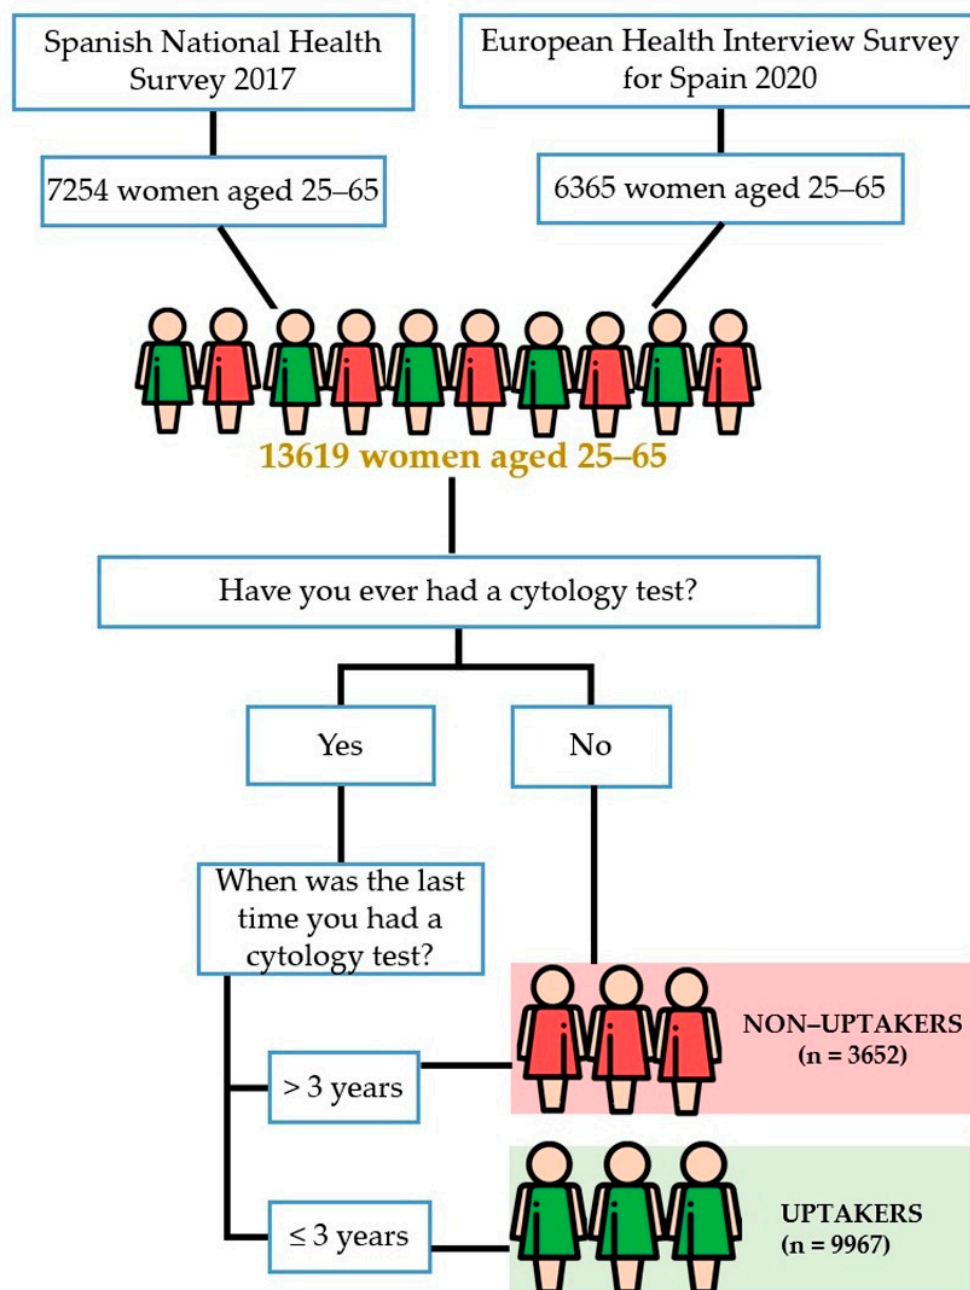 Spanish National Health
Survey 2017
European Health Interview Survey
for Spain 2020
7254 women aged 25–65
6365 women aged 25–65
13619 women aged 25–65
Have you ever had a cytology test?
Yes
No
When was the last
time you had a
cytology test?
NON–UPTAKERS
(n = 3652)
> 3 years
UPTAKERS
(n = 9967)
≤ 3 years